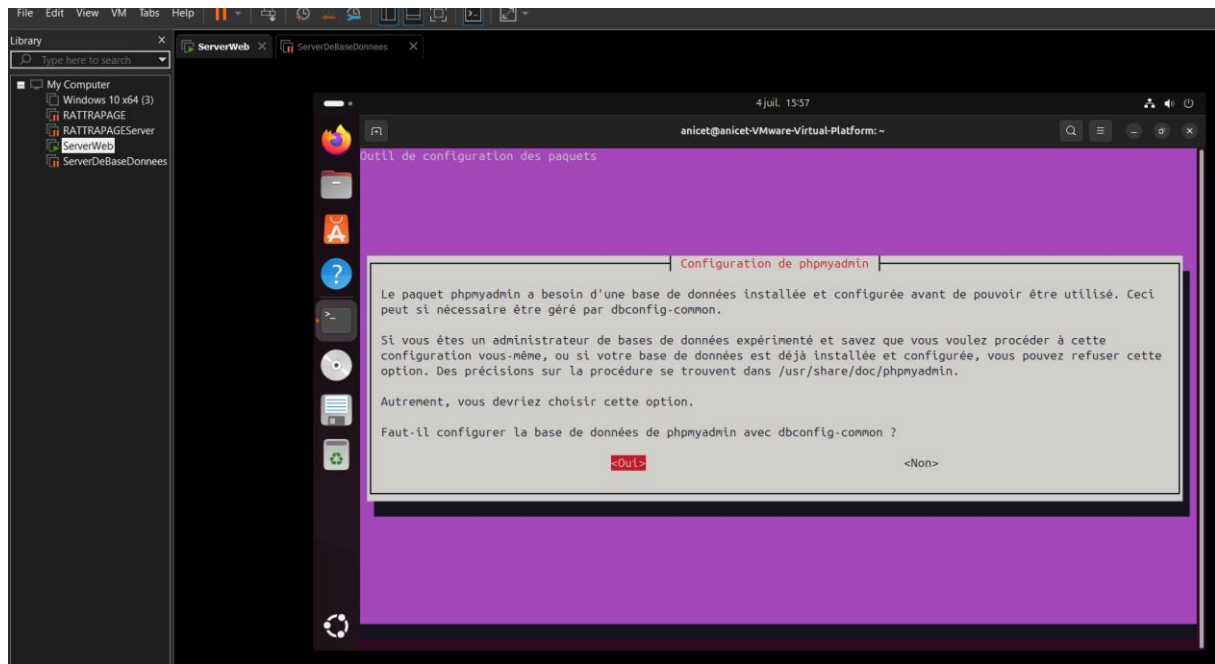 File Edit View VM Tabs Help
Library X
Type here to search
ServerWeb X ServerDeBaseDonnees X
My Computer
Windows 10 x64 (3)
RATTRAPAGE
RATTRAPAGEServer
ServerWeb
ServerDeBaseDonnees
4 juil. 15:57
anicet@anicet-VMware-Virtual-Platform: ~
Outil de configuration des paquets
Configuration de phpmyadmin
Le paquet phpmyadmin a besoin d'une base de données installée et configurée avant de pouvoir être utilisé. Ceci
peut si nécessaire être géré par dbconfig-common.
Si vous êtes un administrateur de bases de données expérimenté et savez que vous voulez procéder à cette
configuration vous-même, ou si votre base de données est déjà installée et configurée, vous pouvez refuser cette
option. Des précisions sur la procédure se trouvent dans /usr/share/doc/phpmyadmin.
Autrement, vous devriez choisir cette option.
Faut-il configurer la base de données de phpmyadmin avec dbconfig-common ?
<Oui> <Non>